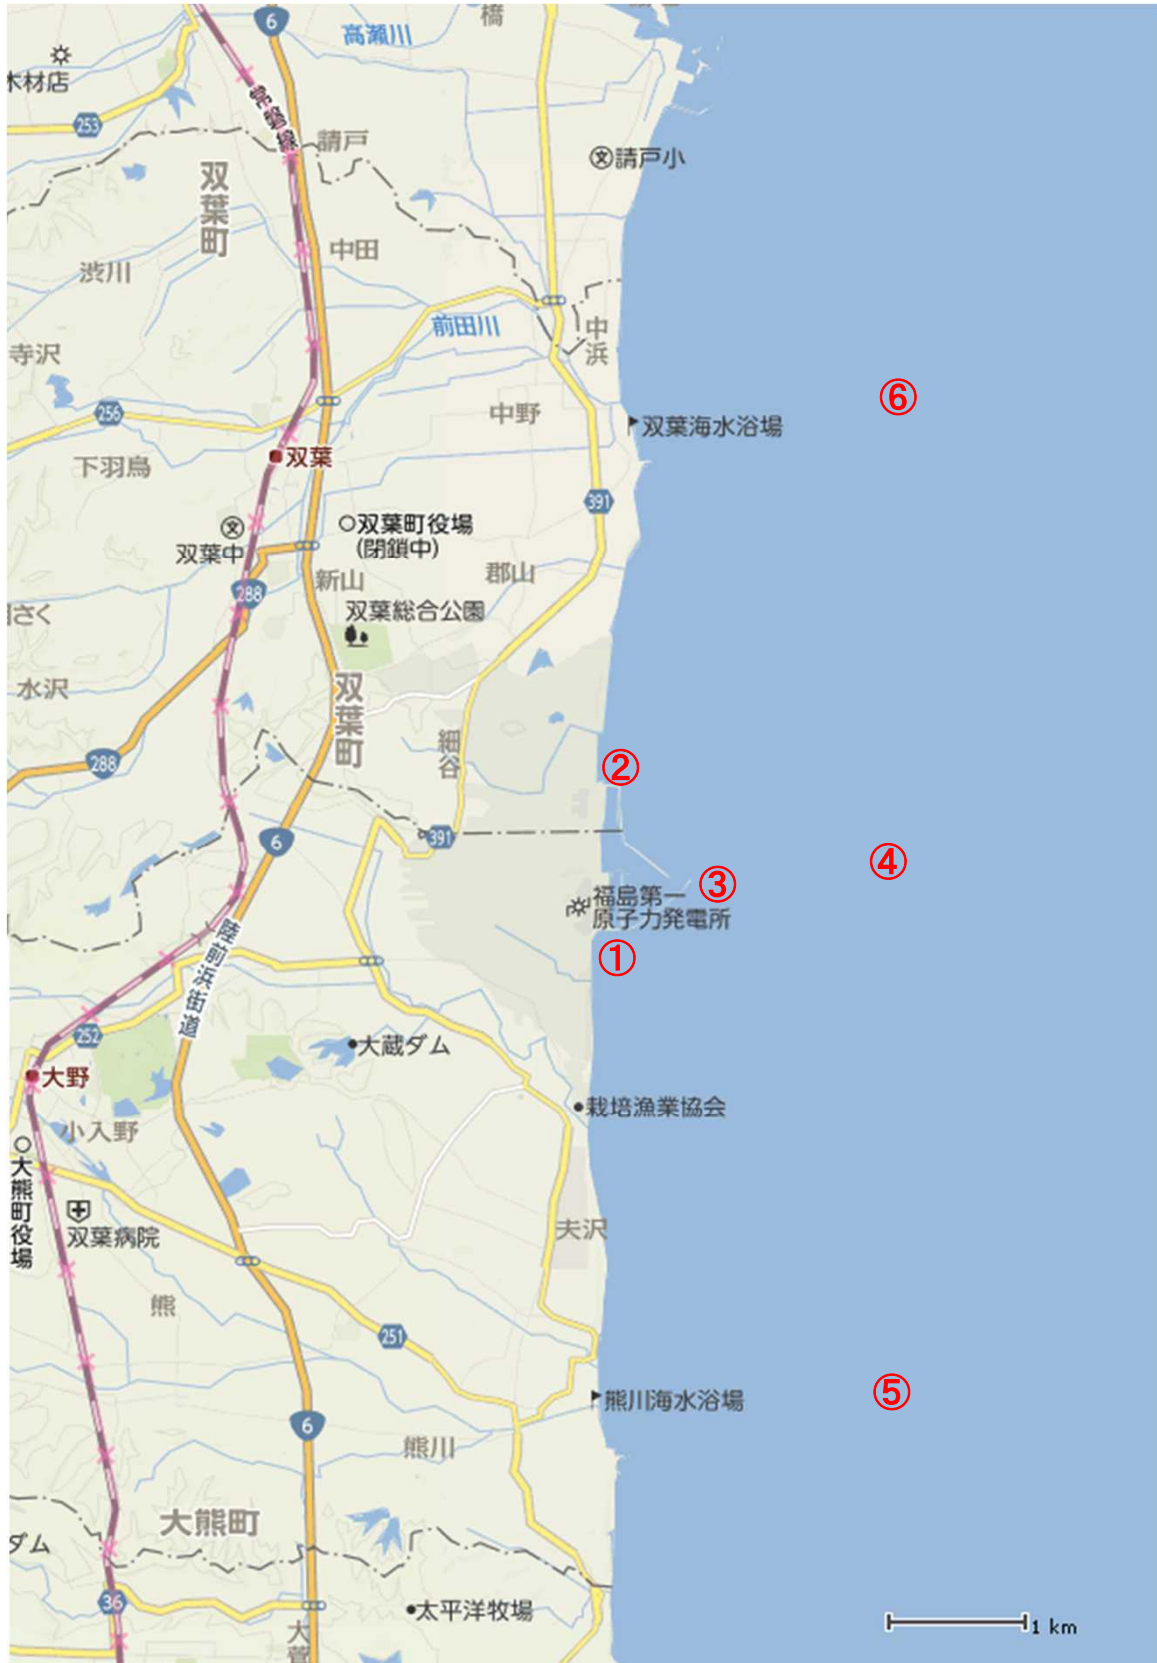 橋
6
高瀬川
木材店
常磐線
253
請戸
請戸小
双葉町
中田
渋川
前田川
中浜
寺沢
⑥
256
中野
双葉海水浴場
双葉
下羽鳥
391
双葉町役場
(閉鎖中)
双葉中
新山
郡山
288
双葉総合公園
さく
水沢
双葉町
細谷
288
②
6
391
④
③
福島第一
原子力発電所
陸前浜街道
①
252
大蔵ダム
大野
栽培漁業協会
小入野
大熊町役場
双葉病院
夫沢
熊
251
⑤
熊川海水浴場
6
熊川
大熊町
ダム
36
太平洋牧場
大菅
1 km